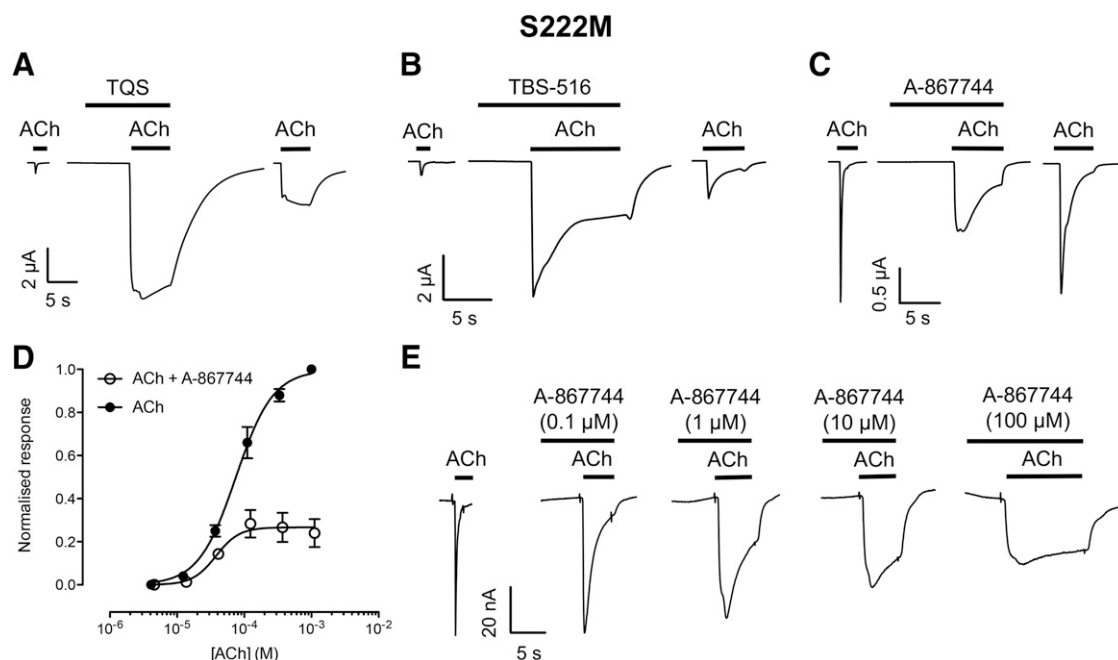 S222M
A
TQS
ACh
ACh
ACh
2 µA
5 s
B
TBS-516
ACh
ACh
ACh
2 µA
5 s
C
A-867744
ACh
ACh
ACh
0.5 µA
5 s
D
ACh + A-867744
ACh
Normalised response
1.0
0.8
0.6
0.4
0.2
0.0
10-6
10-5
10-4
10-3
10-2
[ACh] (M)
E
A-867744
(0.1 µM)
A-867744
(1 µM)
A-867744
(10 µM)
A-867744
(100 µM)
ACh
ACh
ACh
ACh
ACh
20 nA
5 s